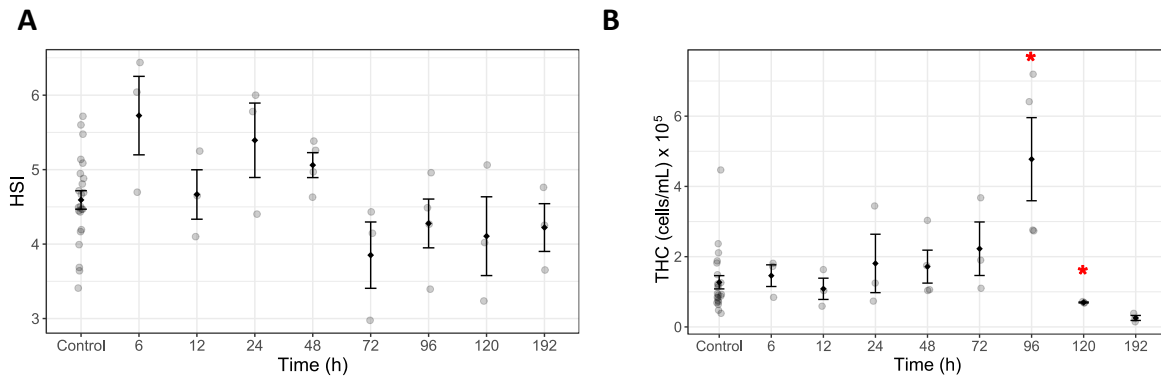 A
HSI
6
5
4
3
Control 6 12 24 48 72 96 120 192
Time (h)
B
THC (cells/mL) x 10⁵
6
4
2
0
*
*
Control 6 12 24 48 72 96 120 192
Time (h)